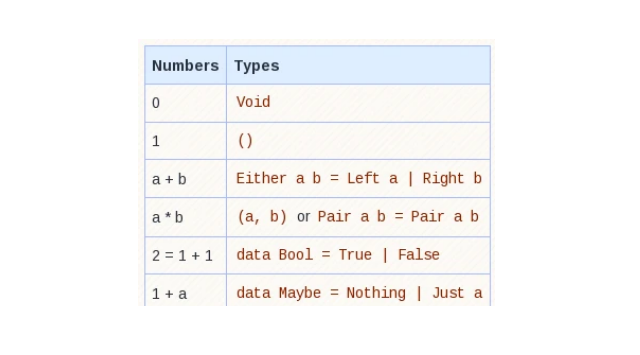 Numbers Types
0 Void
1 ()
a + b Either a b = Left a | Right b
a * b (a, b) or Pair a b = Pair a b
2 = 1 + 1 data Bool = True | False
1 + a data Maybe = Nothing | Just a